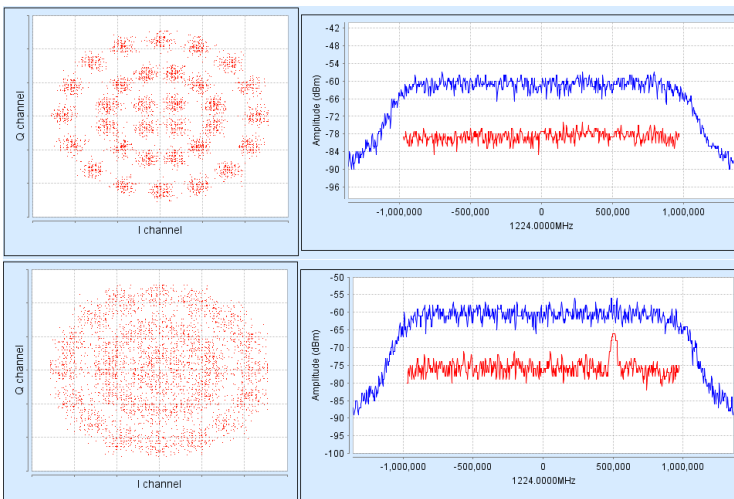 Q channel
I channel
Amplitude (dBm)
-42
-48
-54
-60
-66
-72
-78
-84
-90
-96
-1,000,000 -500,000 0 500,000 1,000,000
1224.0000MHz
Q channel
I channel
Amplitude (dBm)
-50
-55
-60
-65
-70
-75
-80
-85
-90
-95
-100
-1,000,000 -500,000 0 500,000 1,000,000
1224.0000MHz